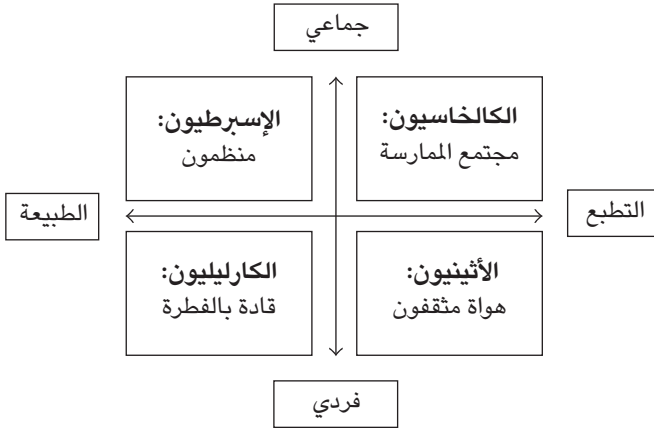 جماعي
الكالخاسيون:
مجتمع الممارسة
الإسبرطيون:
منظمون
التطبع
الطبيعة
الأثينيون:
هواة مثقفون
الكارليليون:
قادة بالفطرة
فردي